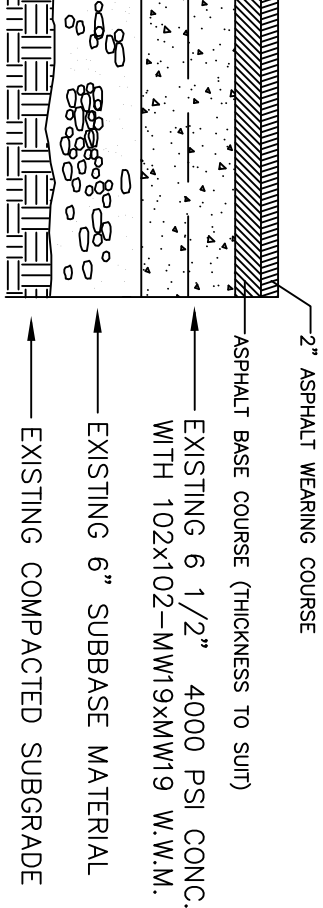 2” ASPHALT WEARING COURSE
ASPHALT BASE COURSE (THICKNESS TO SUIT)
EXISTING 6 1/2” 4000 PSI CONC.
WITH 102x102-MW19xMW19 W.W.M.
EXISTING 6” SUBBASE MATERIAL
EXISTING COMPACTED SUBGRADE